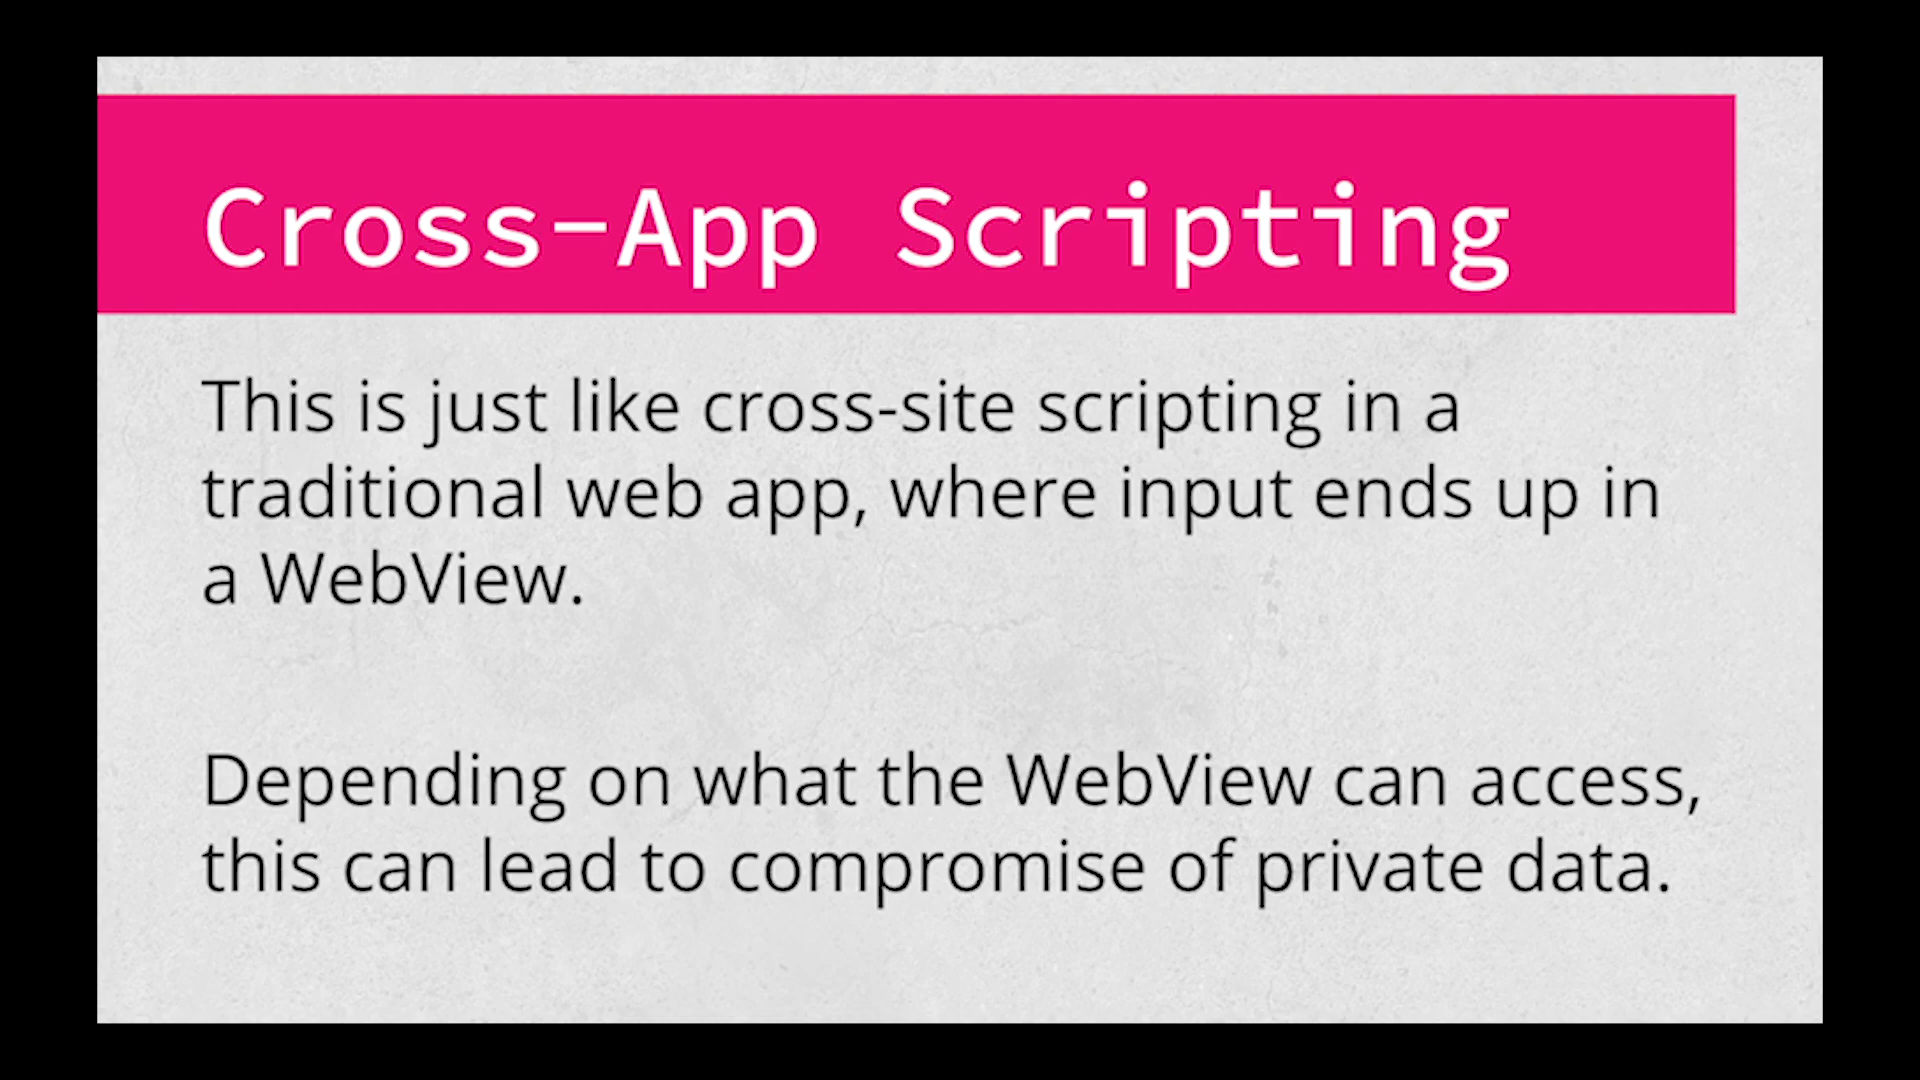 Cross-App Scripting
This is just like cross-site scripting in a
traditional web app, where input ends up in
a WebView.
Depending on what the WebView can access,
this can lead to compromise of private data.